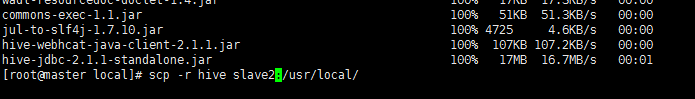 wadl-resourcedoc-doclet-1.4.jar 100% 17KB 17.3KB/s 00:00
commons-exec-1.1.jar 100% 51KB 51.3KB/s 00:00
jul-to-slf4j-1.7.10.jar 100% 4725 4.6KB/s 00:00
hive-webhcat-java-client-2.1.1.jar 100% 107KB 107.2KB/s 00:00
hive-jdbc-2.1.1-standalone.jar 100% 17MB 16.7MB/s 00:01
[root@master local]# scp -r hive slave2:/usr/local/